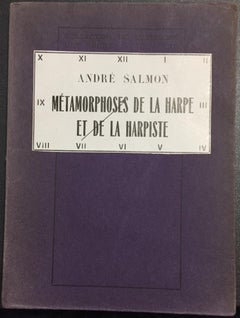 X XI XII I II
ANDRÉ SALMON
IX MÉTAMORPHOSES DE LA HARPE III
ET DE LA HARPISTE
VIII VII VI V IV